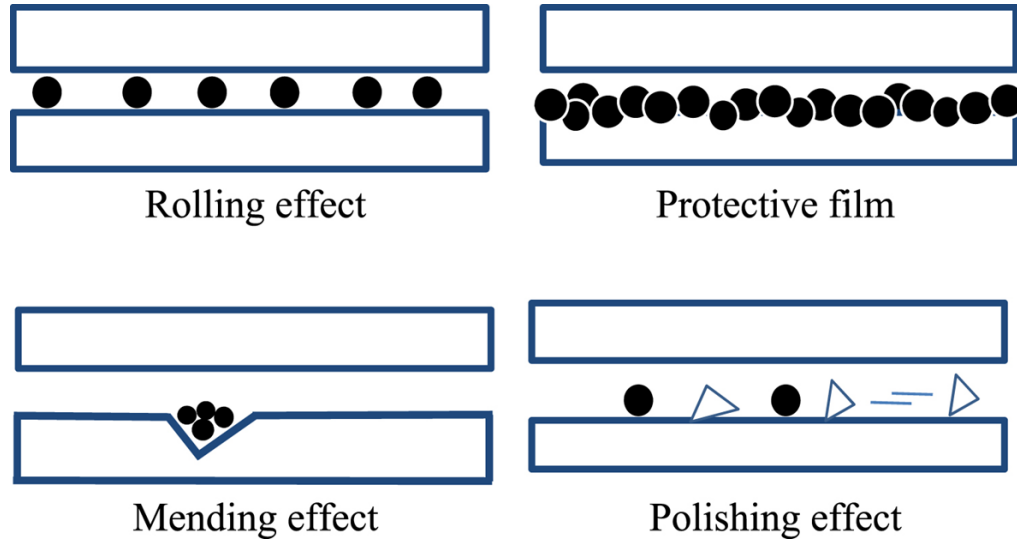 Rolling effect
Protective film
Mending effect
Polishing effect